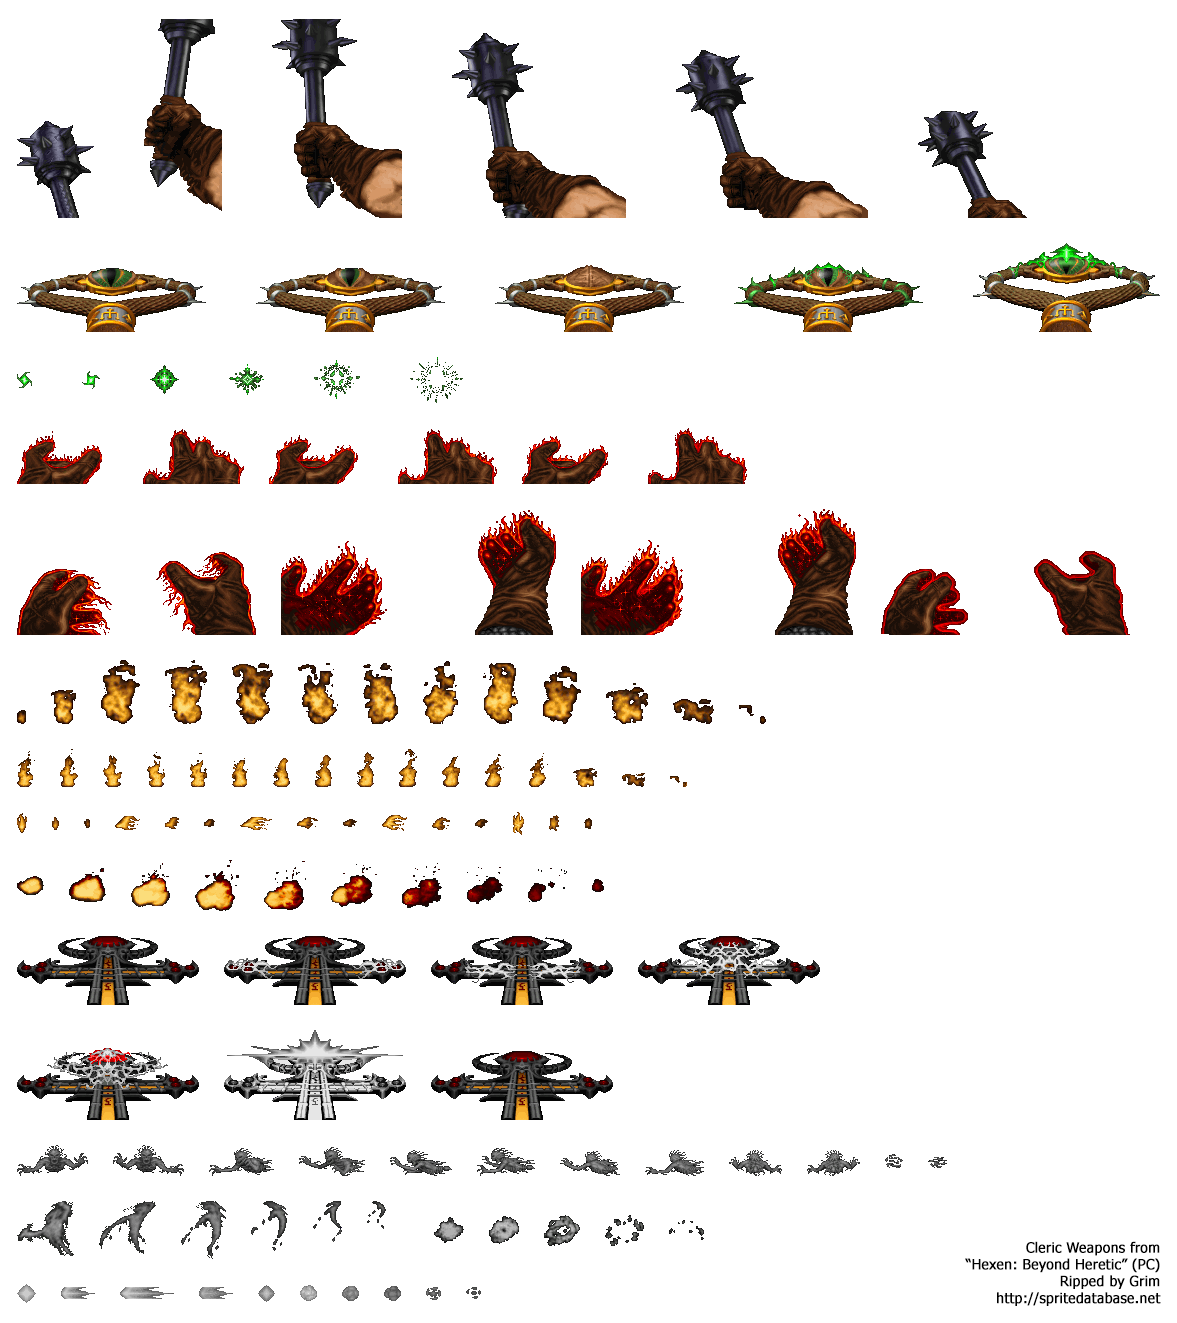 Cleric Weapons from
“Hexen: Beyond Heretic” (PC)
Ripped by Grim
http://spritedatabase.net